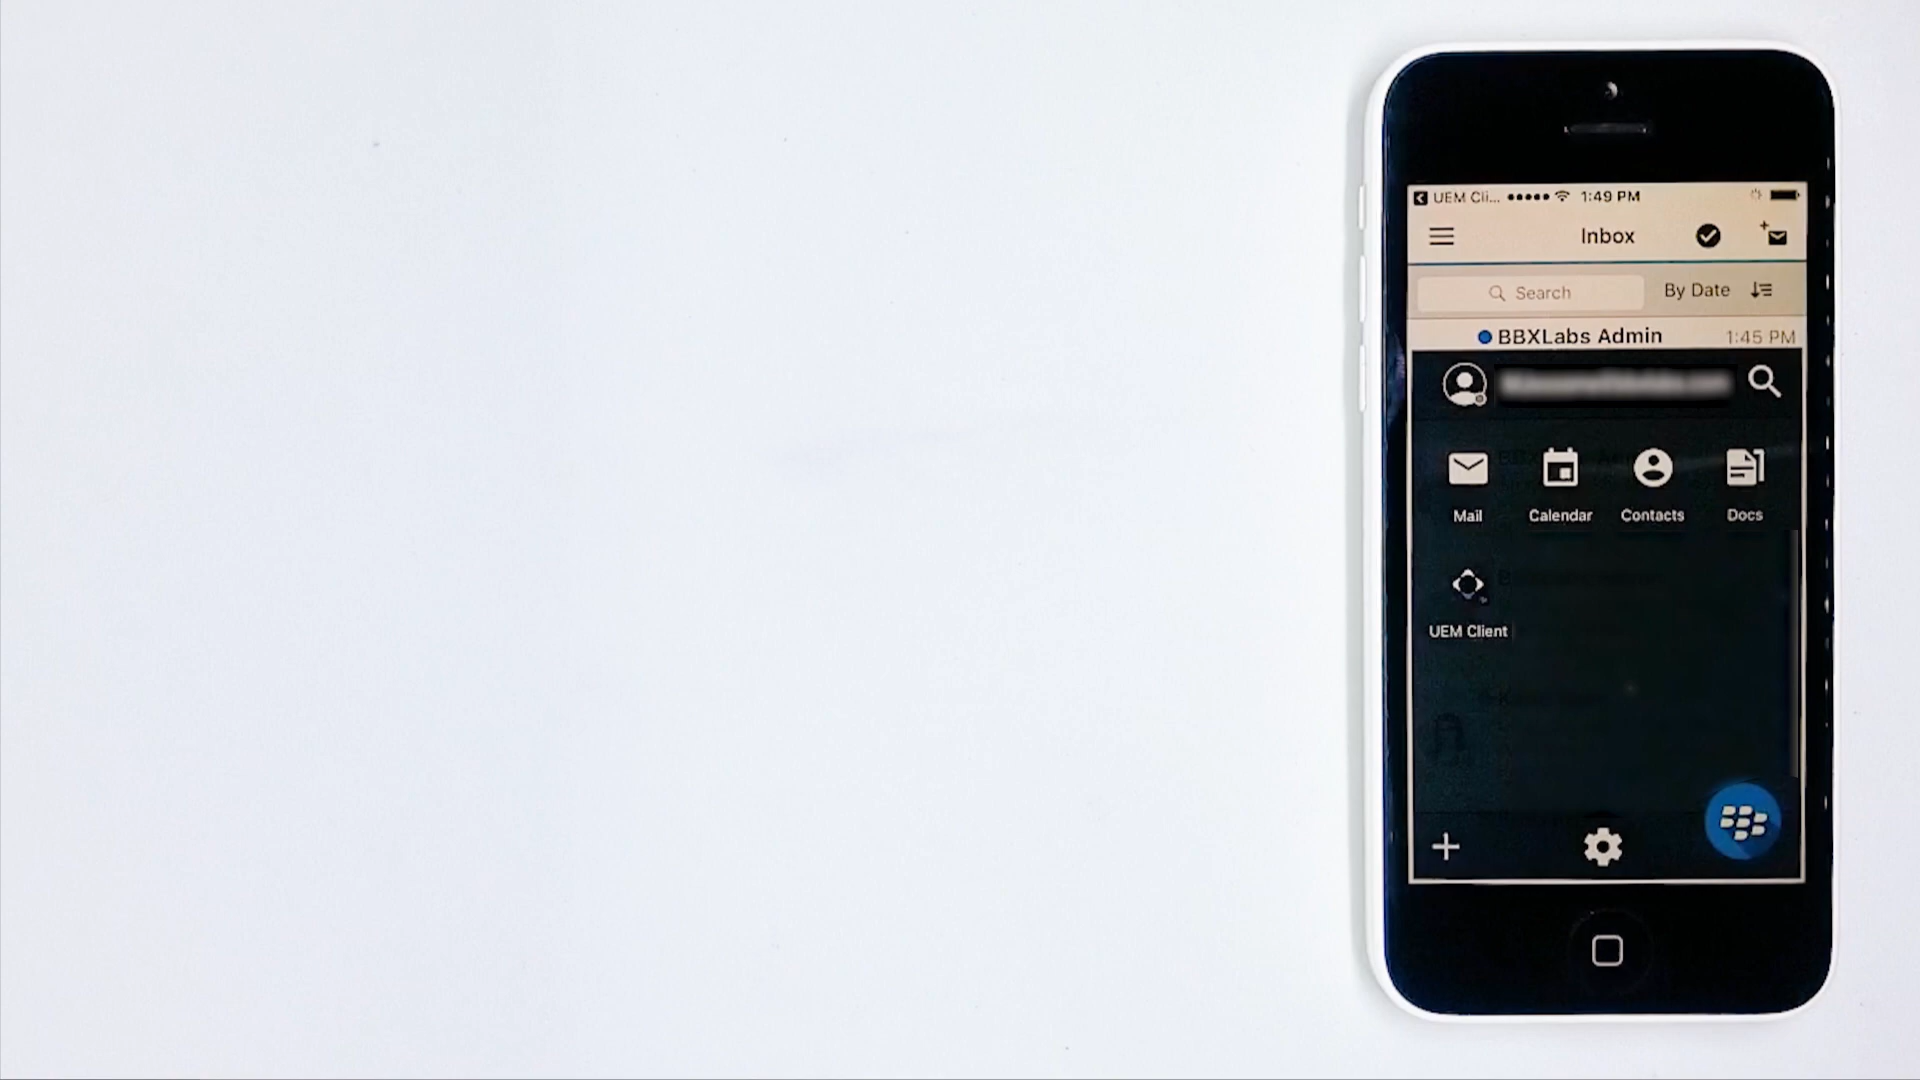 UEM Cli... 1:49 PM
Inbox
Search By Date
BBXLabs Admin 1:45 PM
Mail Calendar Contacts Docs
UEM Client